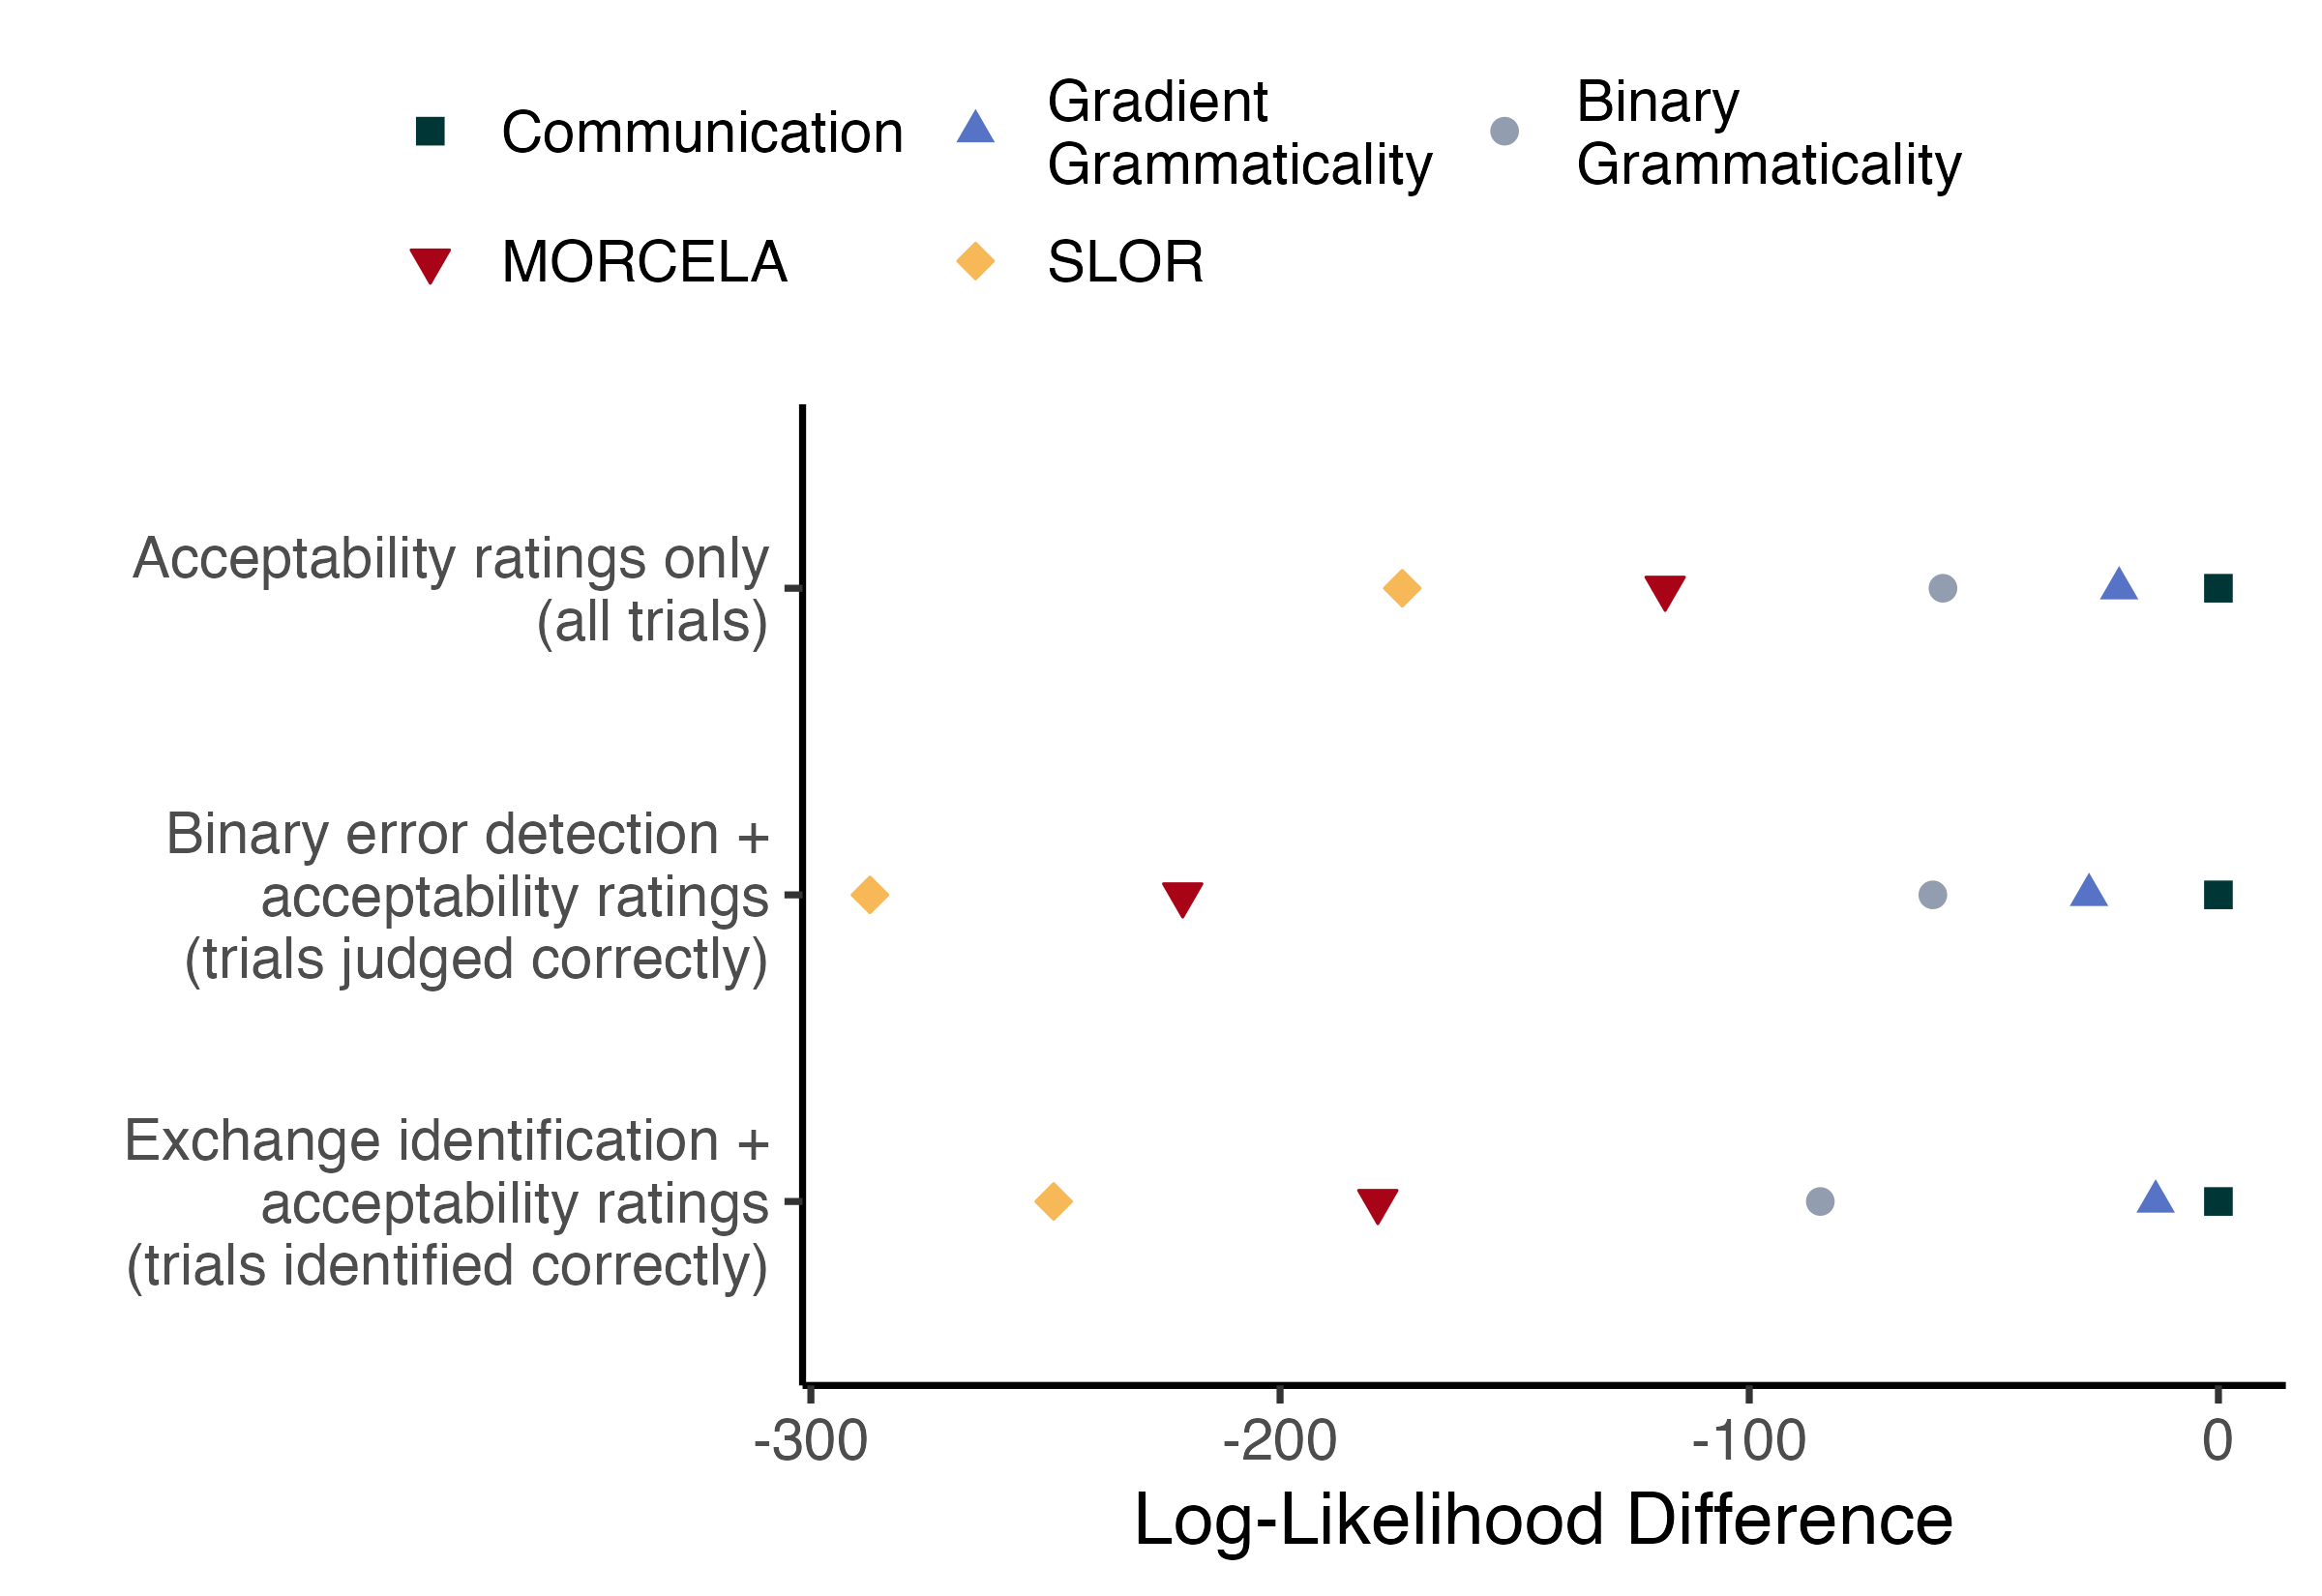 Communication
Gradient
Grammaticality
Binary
Grammaticality
MORCELA
SLOR
Acceptability ratings only
(all trials)
Binary error detection +
acceptability ratings
(trials judged correctly)
Exchange identification +
acceptability ratings
(trials identified correctly)
-300
-200
-100
0
Log-Likelihood Difference